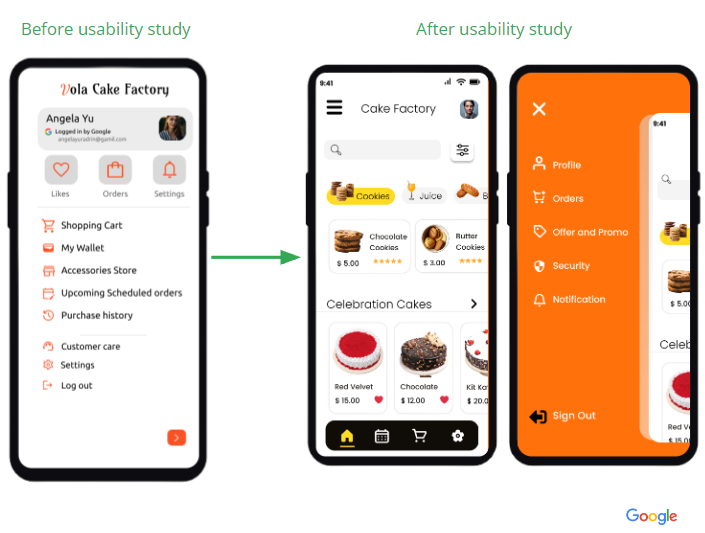 Before usability study
After usability study
Vola Cake Factory
Angela Yu
Logged in by Google
angelayuradrin@gamil.com
Likes
Orders
Settings
Shopping Cart
My Wallet
Accessories Store
Upcoming Scheduled orders
Purchase history
Customer care
Settings
Log out
9:41
Cake Factory
Cookies
Juice
B
Chocolate
Cookies
$ 5.00
Butter
Cookies
$ 3.00
Celebration Cakes
Red Velvet
$ 15.00
Chocolate
$ 12.00
Kit Ka
$ 20.0
Profile
Orders
Offer and Promo
Security
Notification
Sign Out
9:41
$ 5.0
Celeb
Red V
$ 15.00
Google